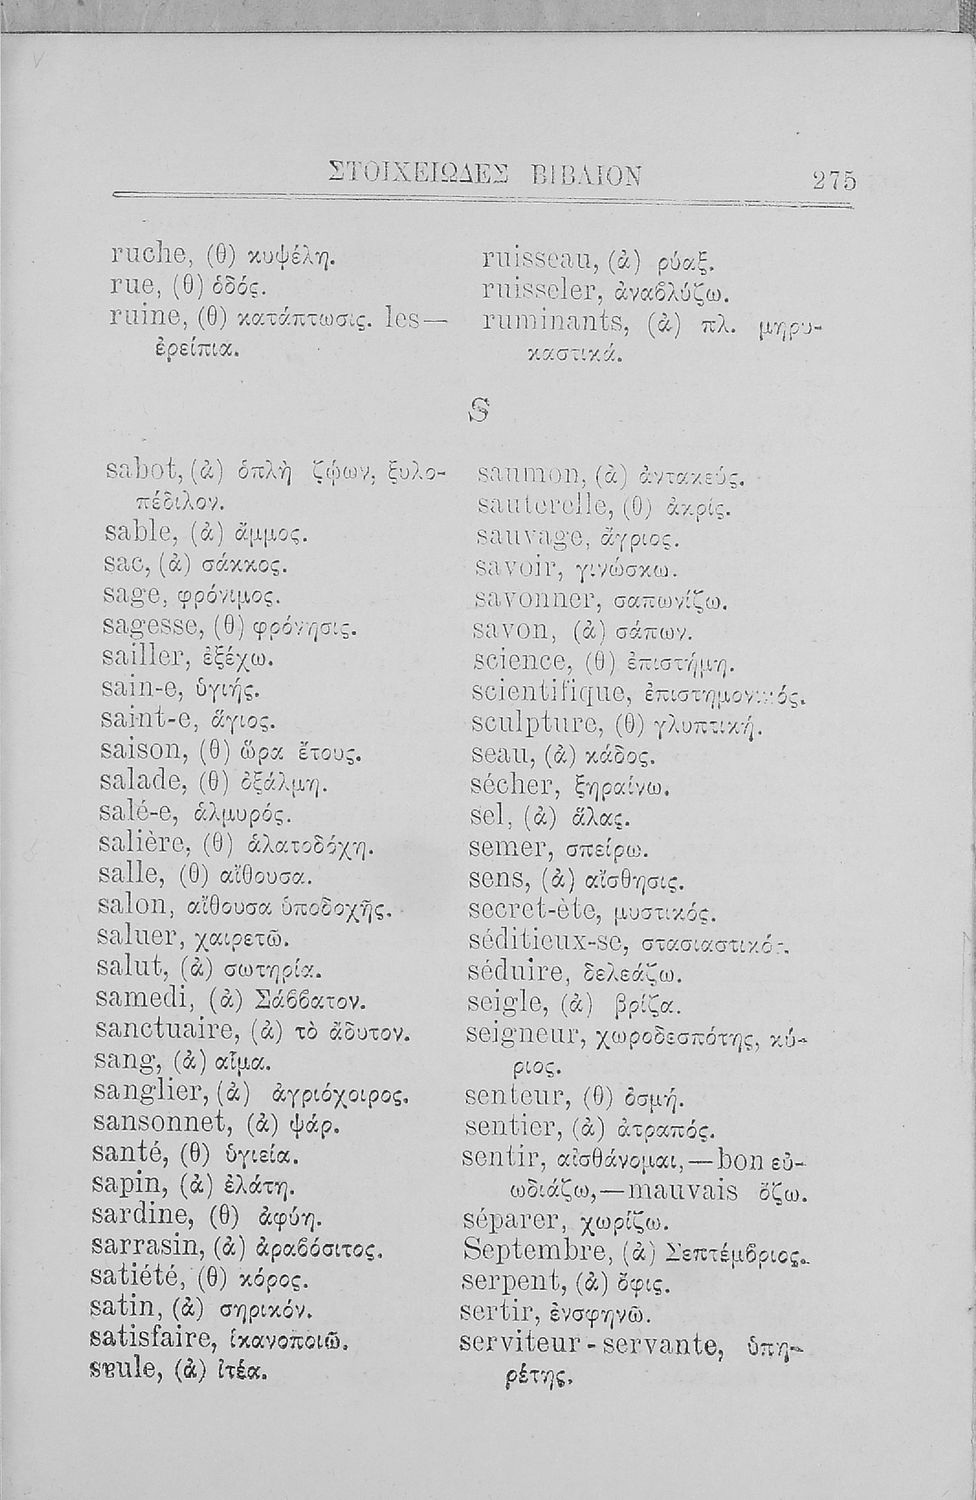 ΣΤΟΙΧΕΙΩΔΕΣ ΒΙΒΛΙΟΝ 275
ruche, (θ) κυψέλη.
rue, (θ) ὁδός.
ruine, (θ) κατάπτωσις. les—
ἐρείπια.
ruisseau, (ἀ) ρύαξ.
ruisseler, ἀναβλύζω.
ruminants, (ἀ) πλ. μηρυ-
καστικά.
S
sabot, (ἀ) ὁπλὴ ζῴων, ξυλο-
πέδιλον.
sable, (ἀ) ἄμμος.
sac, (ἀ) σάκκος.
sage, φρόνιμος.
sagesse, (θ) φρόνησις.
sailler, ἐξέχω.
sain-e, ὑγιής.
saint-e, ἅγιος.
saison, (θ) ὥρα ἔτους.
salade, (θ) ὀξάλμη.
salé-e, ἁλμυρός.
salière, (θ) ἁλατοδόχη.
salle, (θ) αἴθουσα.
salon, αἴθουσα ὑποδοχῆς.
saluer, χαιρετῶ.
salut, (ἀ) σωτηρία.
samedi, (ἀ) Σάββατον.
sanctuaire, (ἀ) τὸ ἄδυτον.
sang, (ἀ) αἷμα.
sanglier, (ἀ) ἀγριόχοιρος.
sansonnet, (ἀ) ψάρ.
santé, (θ) ὑγιεία.
sapin, (ἀ) ἐλάτη.
sardine, (θ) ἀφύη.
sarrasin, (ἀ) ἀραβόσιτος.
satiété, (θ) κόρος.
satin, (ἀ) σηρικόν.
satisfaire, ἱκανοποιῶ.
saule, (ἀ) ἰτέα.
saumon, (ἀ) ἀντακεύς.
sauterelle, (θ) ἀκρίς.
sauvage, ἄγριος.
savoir, γινώσκω.
savonner, σαπωνίζω.
savon, (ἀ) σάπων.
science, (θ) ἐπιστήμη.
scientifique, ἐπιστημονικός.
sculpture, (θ) γλυπτική.
seau, (ἀ) κάδος.
sécher, ξηραίνω.
sel, (ἀ) ἅλας.
semer, σπείρω.
sens, (ἀ) αἴσθησις.
secret-ète, μυστικός.
séditieux-se, στασιαστικός.
séduire, δελεάζω.
seigle, (ἀ) βρίζα.
seigneur, χωροδεσπότης, κύ-
ριος.
senteur, (θ) ὀσμή.
sentier, (ἀ) ἀτραπός.
sentir, αἰσθάνομαι,—bon εὐ-
ωδιάζω,—mauvais ὄζω.
séparer, χωρίζω.
Septembre, (ἀ) Σεπτέμβριος.
serpent, (ἀ) ὄφις.
sertir, ἐνσφηνῶ.
serviteur-servante, ὑπη-
ρέτης.